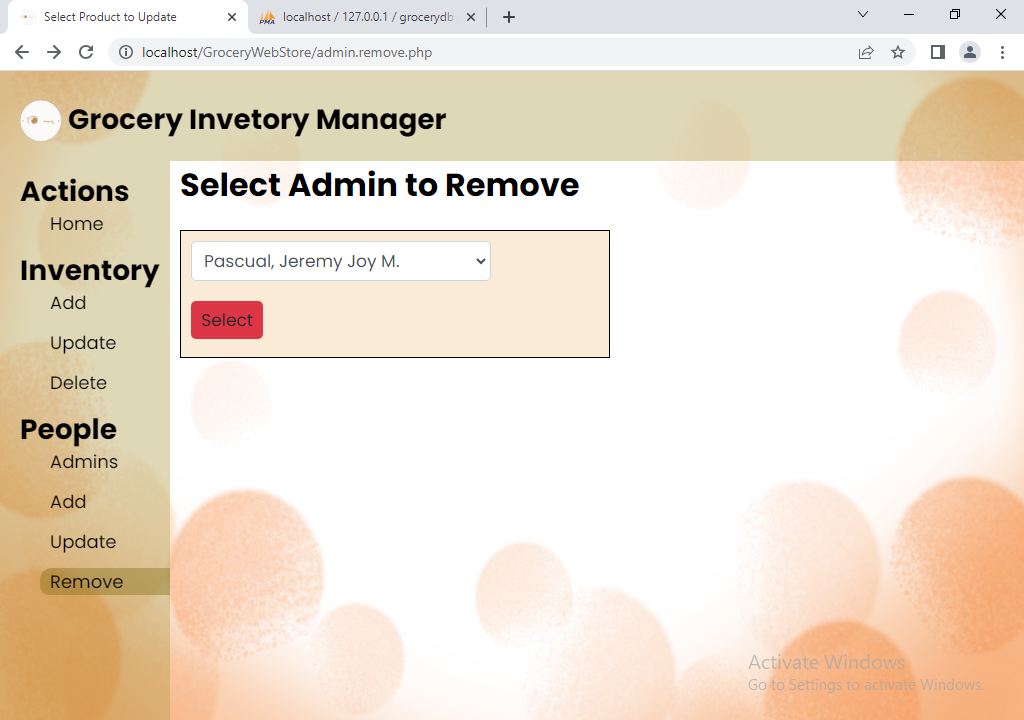 Select Product to Update
localhost / 127.0.0.1 / grocerydb
localhost/GroceryWebStore/admin.remove.php
Grocery Invetory Manager
Actions
Home
Inventory
Add
Update
Delete
People
Admins
Add
Update
Remove
Select Admin to Remove
Pascual, Jeremy Joy M.
Select
Activate Windows
Go to Settings to activate Windows.